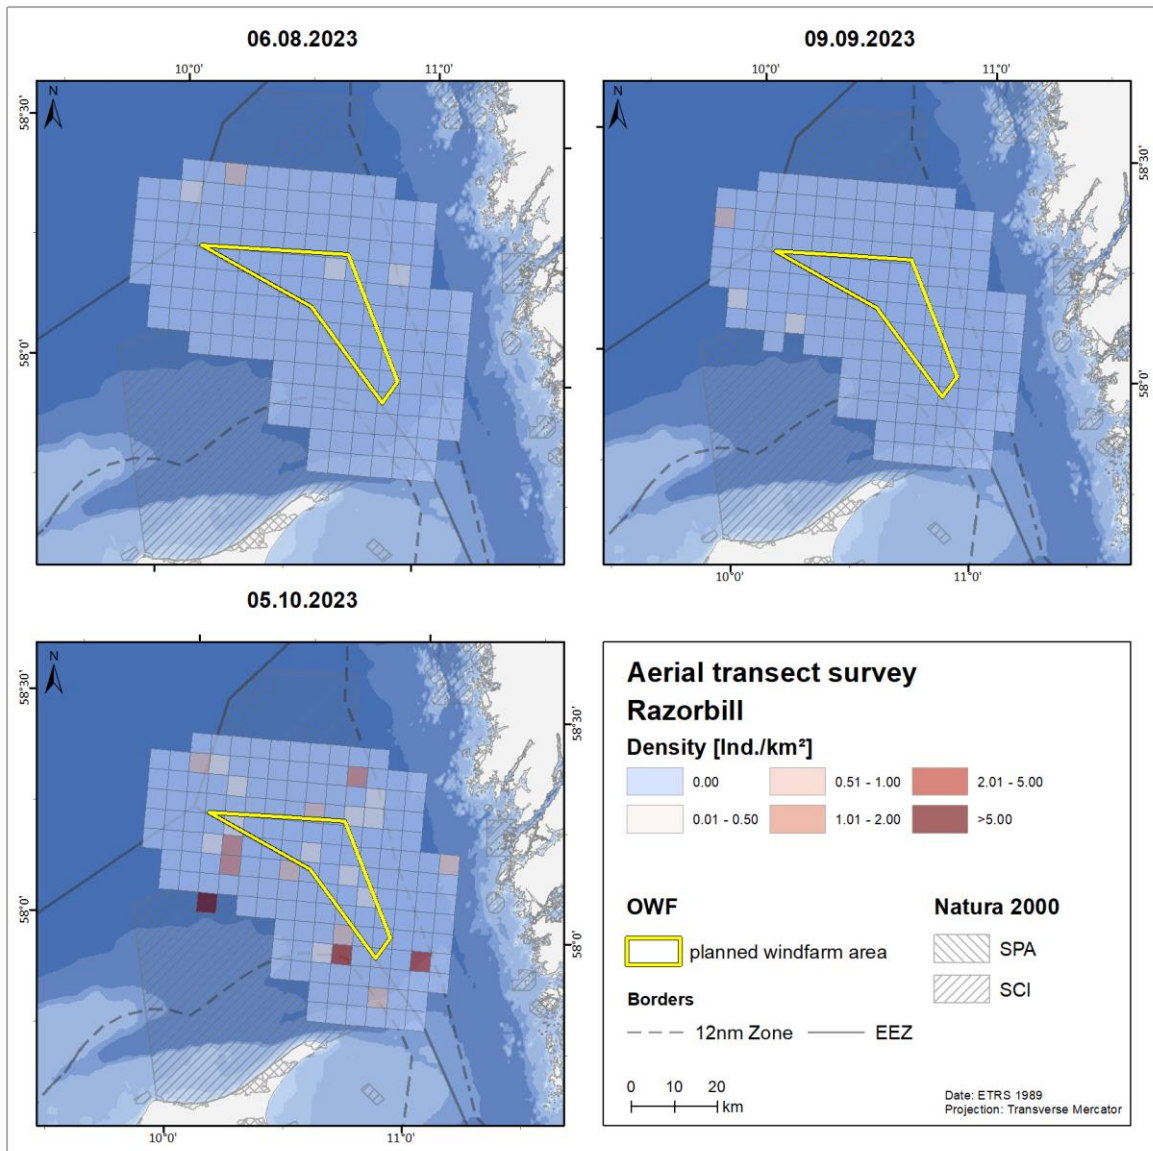 06.08.2023
09.09.2023
10°0'
11°0'
10°0'
11°0'
N
58°30'
58°0'
N
58°30'
58°0'
10°0'
11°0'
05.10.2023
N
58°30'
58°0'
58°30'
58°0'
10°0'
11°0'
Aerial transect survey
Razorbill
Density [Ind./km²]
0.00
0.51 - 1.00
2.01 - 5.00
0.01 - 0.50
1.01 - 2.00
>5.00
OWF
Natura 2000
planned windfarm area
SPA
SCI
Borders
12nm Zone
EEZ
0 10 20
km
Date: ETRS 1989
Projection: Transverse Mercator